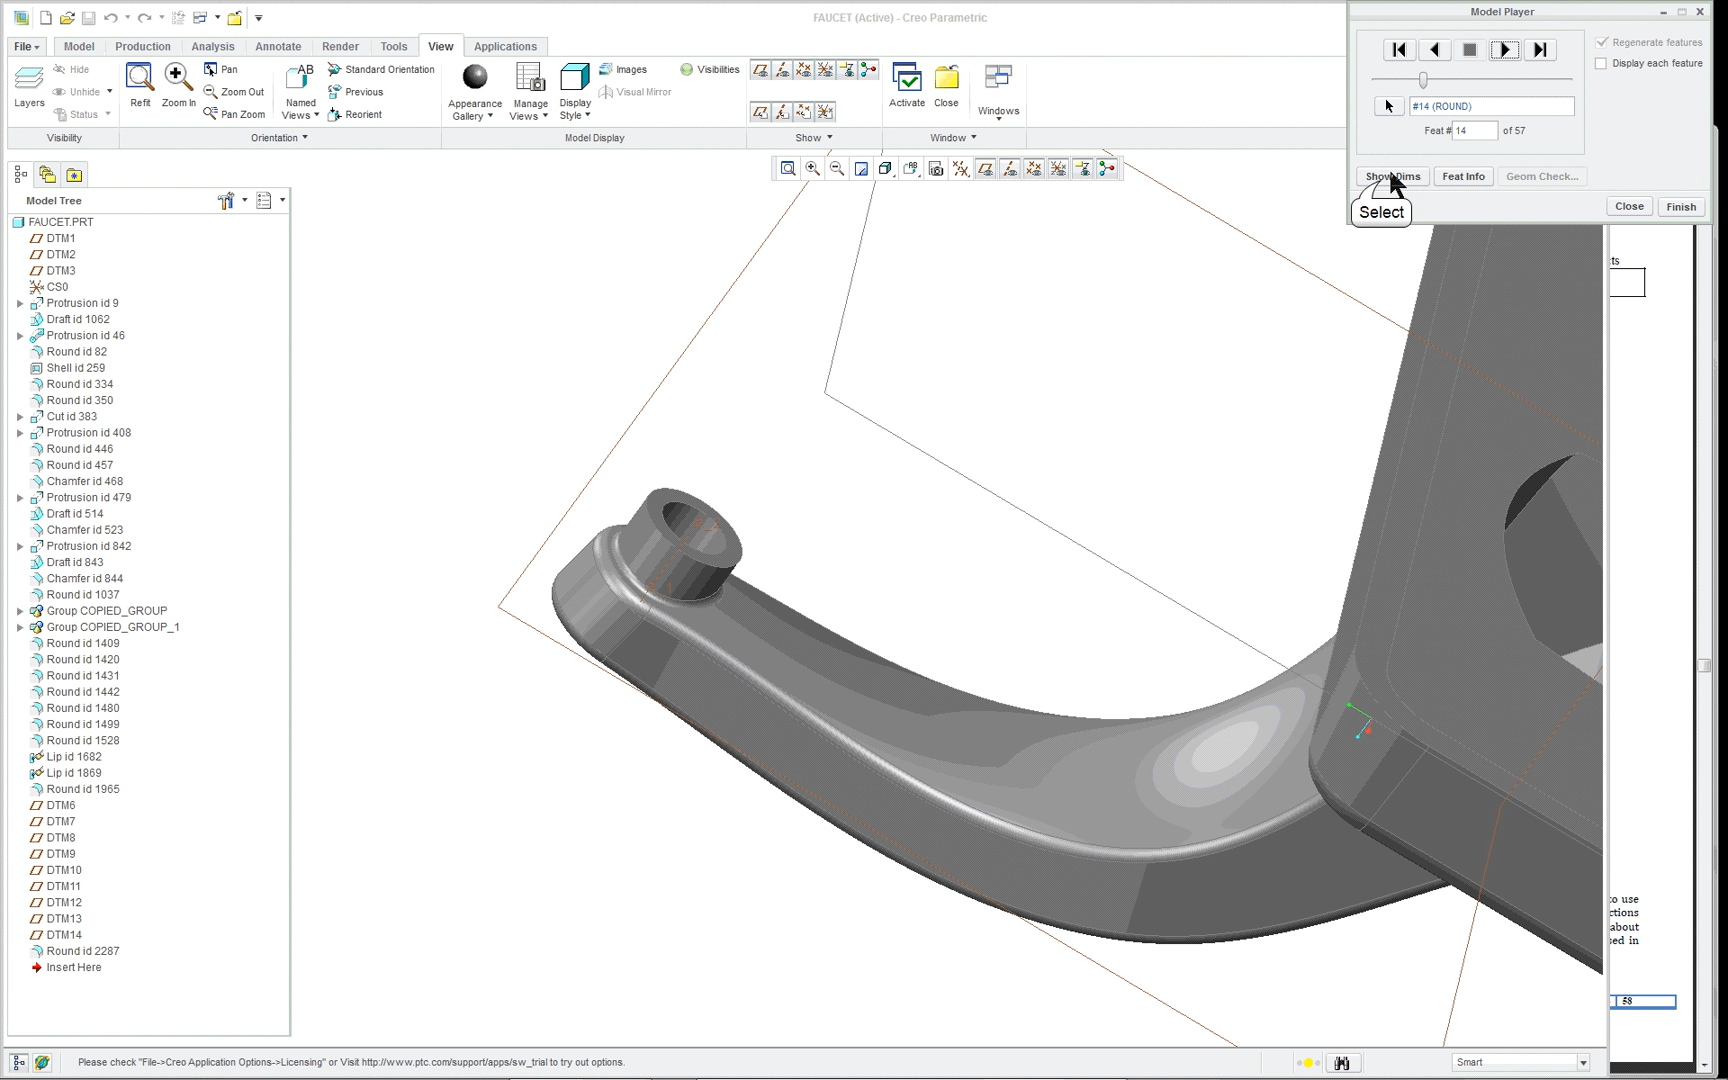 FAUCET (Active) - Creo Parametric
File
Model
Production
Analysis
Annotate
Render
Tools
View
Applications
Layers
Hide
Unhide
Status
Visibility
Refit
Zoom In
Pan
Zoom Out
Pan Zoom
Named Views
Standard Orientation
Previous
Reorient
Orientation
Appearance Gallery
Manage Views
Display Style
Images
Visual Mirror
Visibilities
Model Display
Show
Activate
Close
Windows
Window
Model Player
Regenerate features
Display each feature
#14 (ROUND)
Feat #
14
of 57
Show Dims
Feat Info
Geom Check...
Select
Close
Finish
Model Tree
FAUCET.PRT
DTM1
DTM2
DTM3
CS0
Protrusion id 9
Draft id 1062
Protrusion id 46
Round id 82
Shell id 259
Round id 334
Round id 350
Cut id 383
Protrusion id 408
Round id 446
Round id 457
Chamfer id 468
Protrusion id 479
Draft id 514
Chamfer id 523
Protrusion id 842
Draft id 843
Chamfer id 844
Round id 1037
Group COPIED_GROUP
Group COPIED_GROUP_1
Round id 1409
Round id 1420
Round id 1431
Round id 1442
Round id 1480
Round id 1499
Round id 1528
Lip id 1682
Lip id 1869
Round id 1965
DTM6
DTM7
DTM8
DTM9
DTM10
DTM11
DTM12
DTM13
DTM14
Round id 2287
Insert Here
ts
to use
ctions
about
sed in
58
Please check "File->Creo Application Options->Licensing" or Visit http://www.ptc.com/support/apps/sw_trial to try out options.
Smart